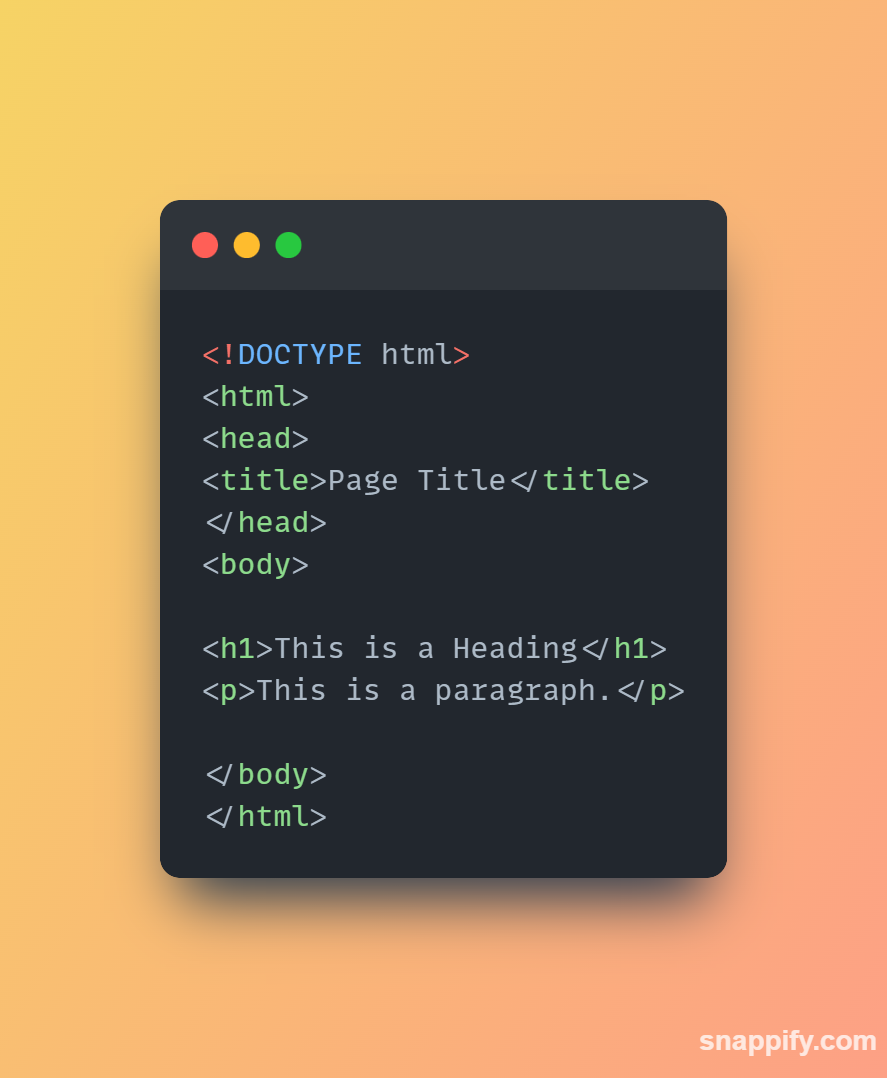 <!DOCTYPE html>
<html>
<head>
<title>Page Title</title>
</head>
<body>
<h1>This is a Heading</h1>
<p>This is a paragraph.</p>
</body>
</html>
snappify.com